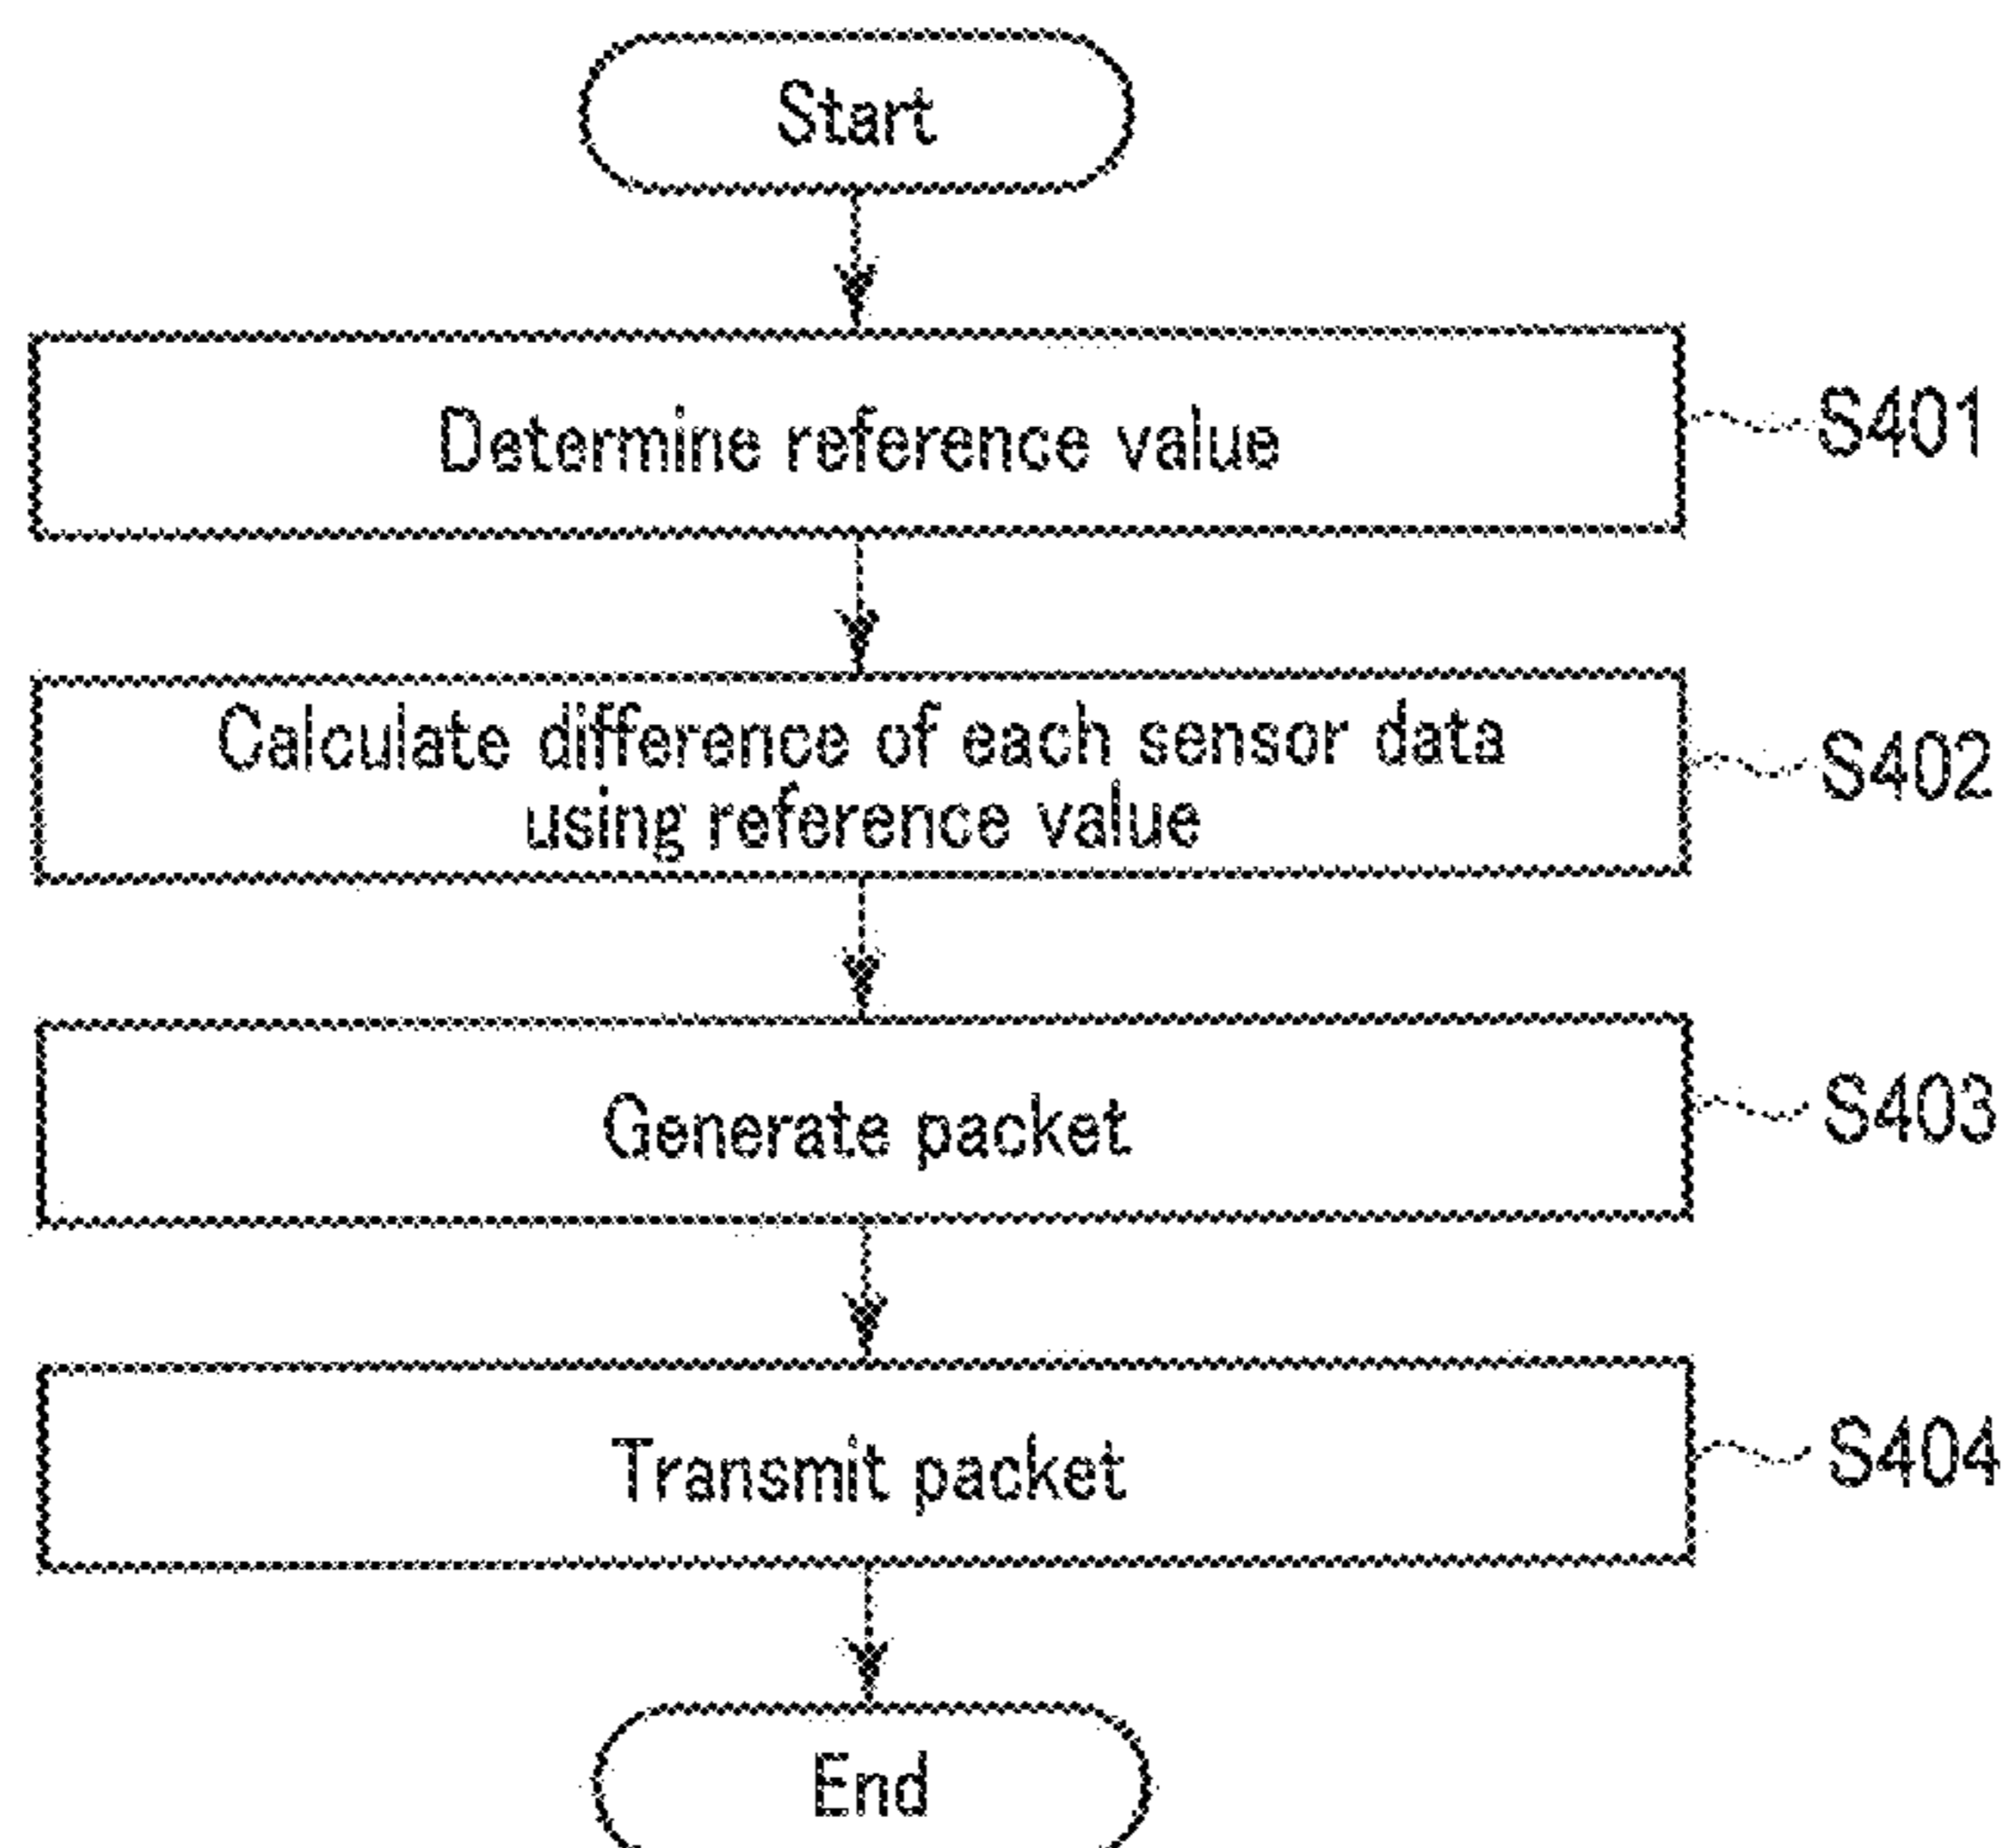 Start
Determine reference value
S401
Calculate difference of each sensor data
using reference value
S402
Generate packet
S403
Transmit packet
S404
End